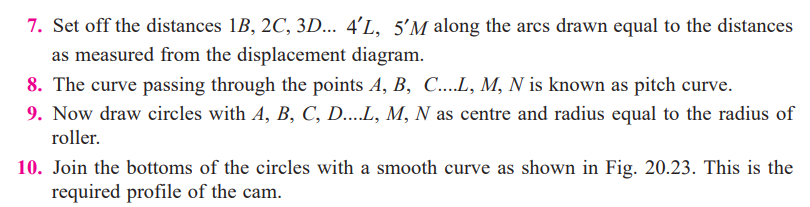 7. Set off the distances 1B, 2C, 3D... 4′L, 5′M along the arcs drawn equal to the distances
as measured from the displacement diagram.
8. The curve passing through the points A, B, C....L, M, N is known as pitch curve.
9. Now draw circles with A, B, C, D....L, M, N as centre and radius equal to the radius of
roller.
10. Join the bottoms of the circles with a smooth curve as shown in Fig. 20.23. This is the
required profile of the cam.